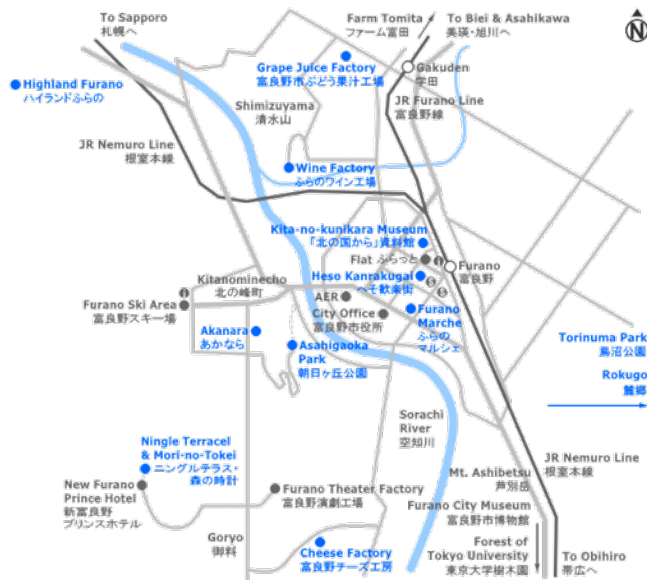 To Sapporo
札幌へ
Farm Tomita
ファーム富田
To Biei & Asahikawa
美瑛・旭川へ
N
Highland Furano
ハイランドふらの
Grape Juice Factory
富良野市ぶどう果汁工場
Gakuden
学田
Shimizuyama
清水山
JR Furano Line
富良野線
JR Nemuro Line
根室本線
Wine Factory
ふらのワイン工場
Kita-no-kunikara Museum
「北の国から」資料館
Flat ふらっと
Heso Kanrakugai
へそ歓楽街
Furano
富良野
Kitanominecho
北の峰町
Furano Ski Area
富良野スキー場
AER
City Office
富良野市役所
Furano
Marche
ふらの
マルシェ
Akanara
あかなら
Asahigaoka
Park
朝日ヶ丘公園
Torinuma Park
鳥沼公園
Rokugo
麓郷
Sorachi
River
空知川
Ningle Terracel
& Mori-no-Tokei
ニングルテラス・
森の時計
New Furano
Prince Hotel
新富良野
プリンスホテル
Furano Theater Factory
富良野演劇工場
Mt. Ashibetsu
芦別岳
JR Nemuro Line
根室本線
Furano City Museum
富良野市博物館
Goryo
御料
Cheese Factory
富良野チーズ工房
Forest of
Tokyo University
東京大学樹木園
To Obihiro
帯広へ